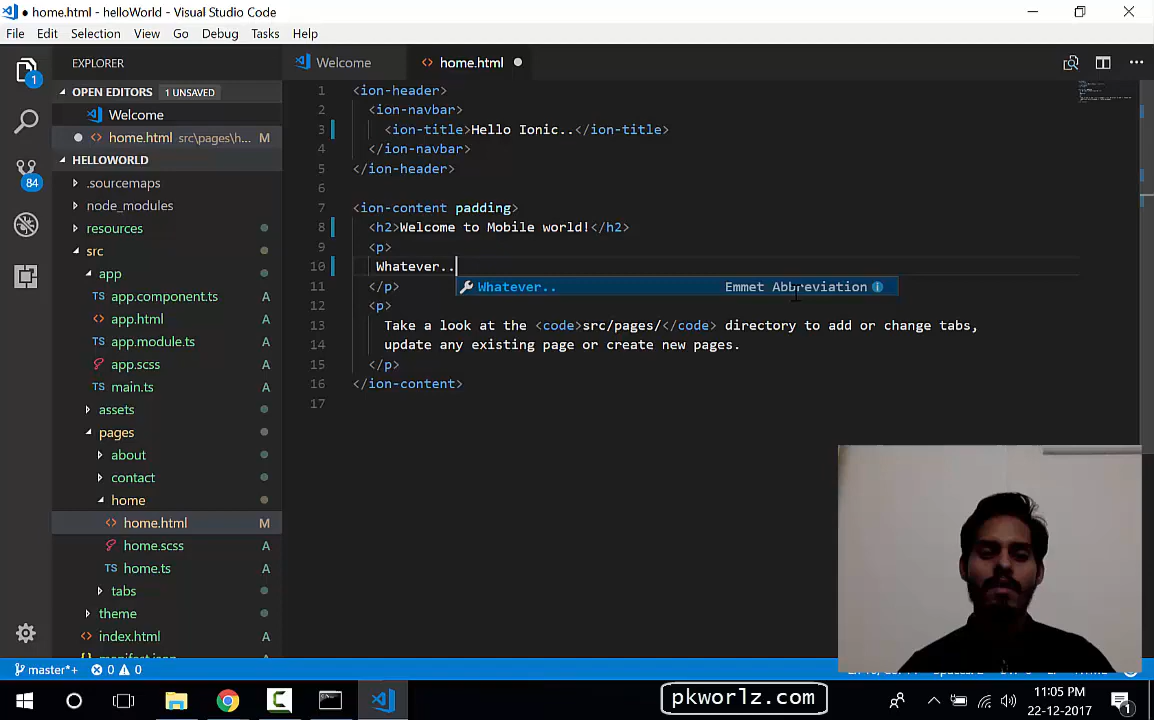 home.html - helloWorld - Visual Studio Code
File Edit Selection View Go Debug Tasks Help
EXPLORER
Welcome
home.html
1
OPEN EDITORS 1 UNSAVED
Welcome
home.html src\pages\h... M
HELLOWORLD
.sourcemaps
84
node_modules
resources
src
app
app.component.ts A
app.html A
app.module.ts A
app.scss A
main.ts A
assets
pages
about
contact
home
home.html M
home.scss A
home.ts A
tabs
theme
index.html A
1 <ion-header>
2 <ion-navbar>
3 <ion-title>Hello Ionic..</ion-title>
4 </ion-navbar>
5 </ion-header>
6
7 <ion-content padding>
8 <h2>Welcome to Mobile world!</h2>
9 <p>
10 Whatever..
Whatever.. Emmet Abbreviation
11 </p>
12 <p>
13 Take a look at the <code>src/pages/</code> directory to add or change tabs,
14 update any existing page or create new pages.
15 </p>
16 </ion-content>
17
master*+ 0 0
pkworlz.com
11:05 PM
22-12-2017
1